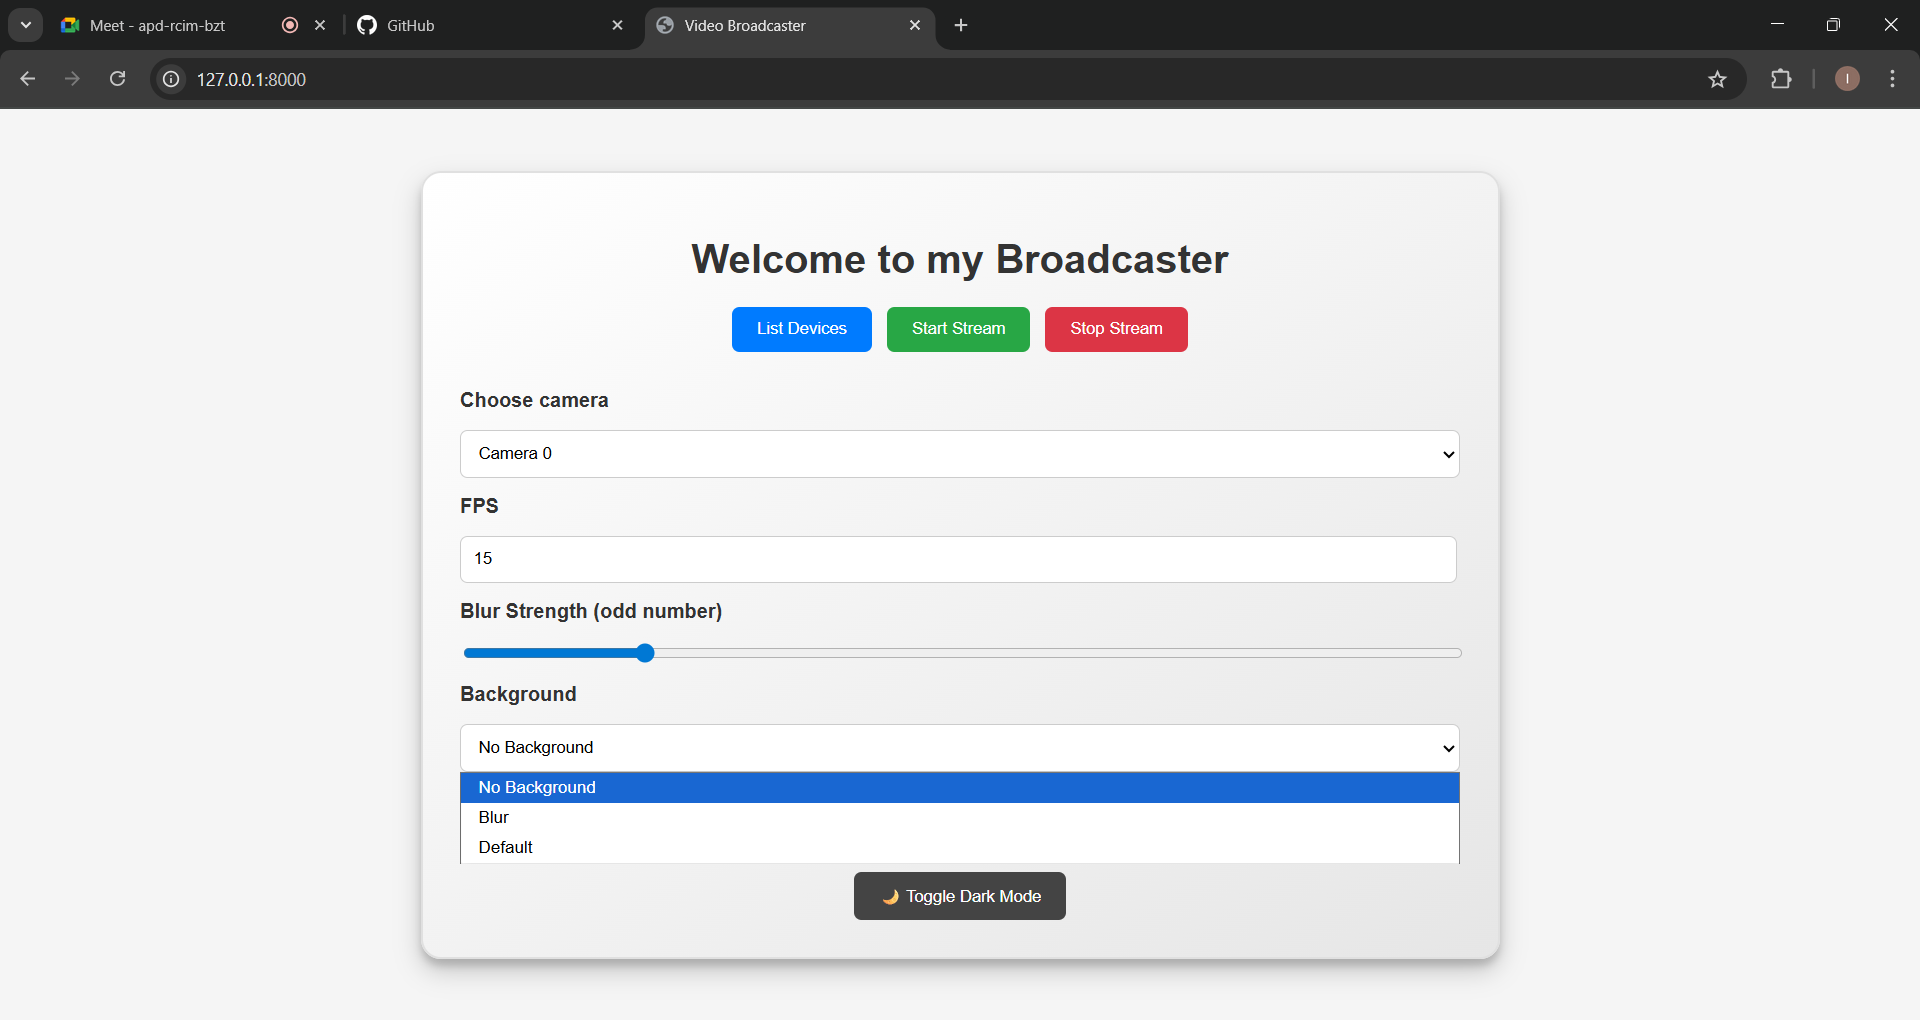 Meet - apd-rcim-bzt
GitHub
Video Broadcaster
127.0.0.1:8000
I
Welcome to my Broadcaster
List Devices
Start Stream
Stop Stream
Choose camera
Camera 0
FPS
15
Blur Strength (odd number)
Background
No Background
No Background
Blur
Default
🌙 Toggle Dark Mode